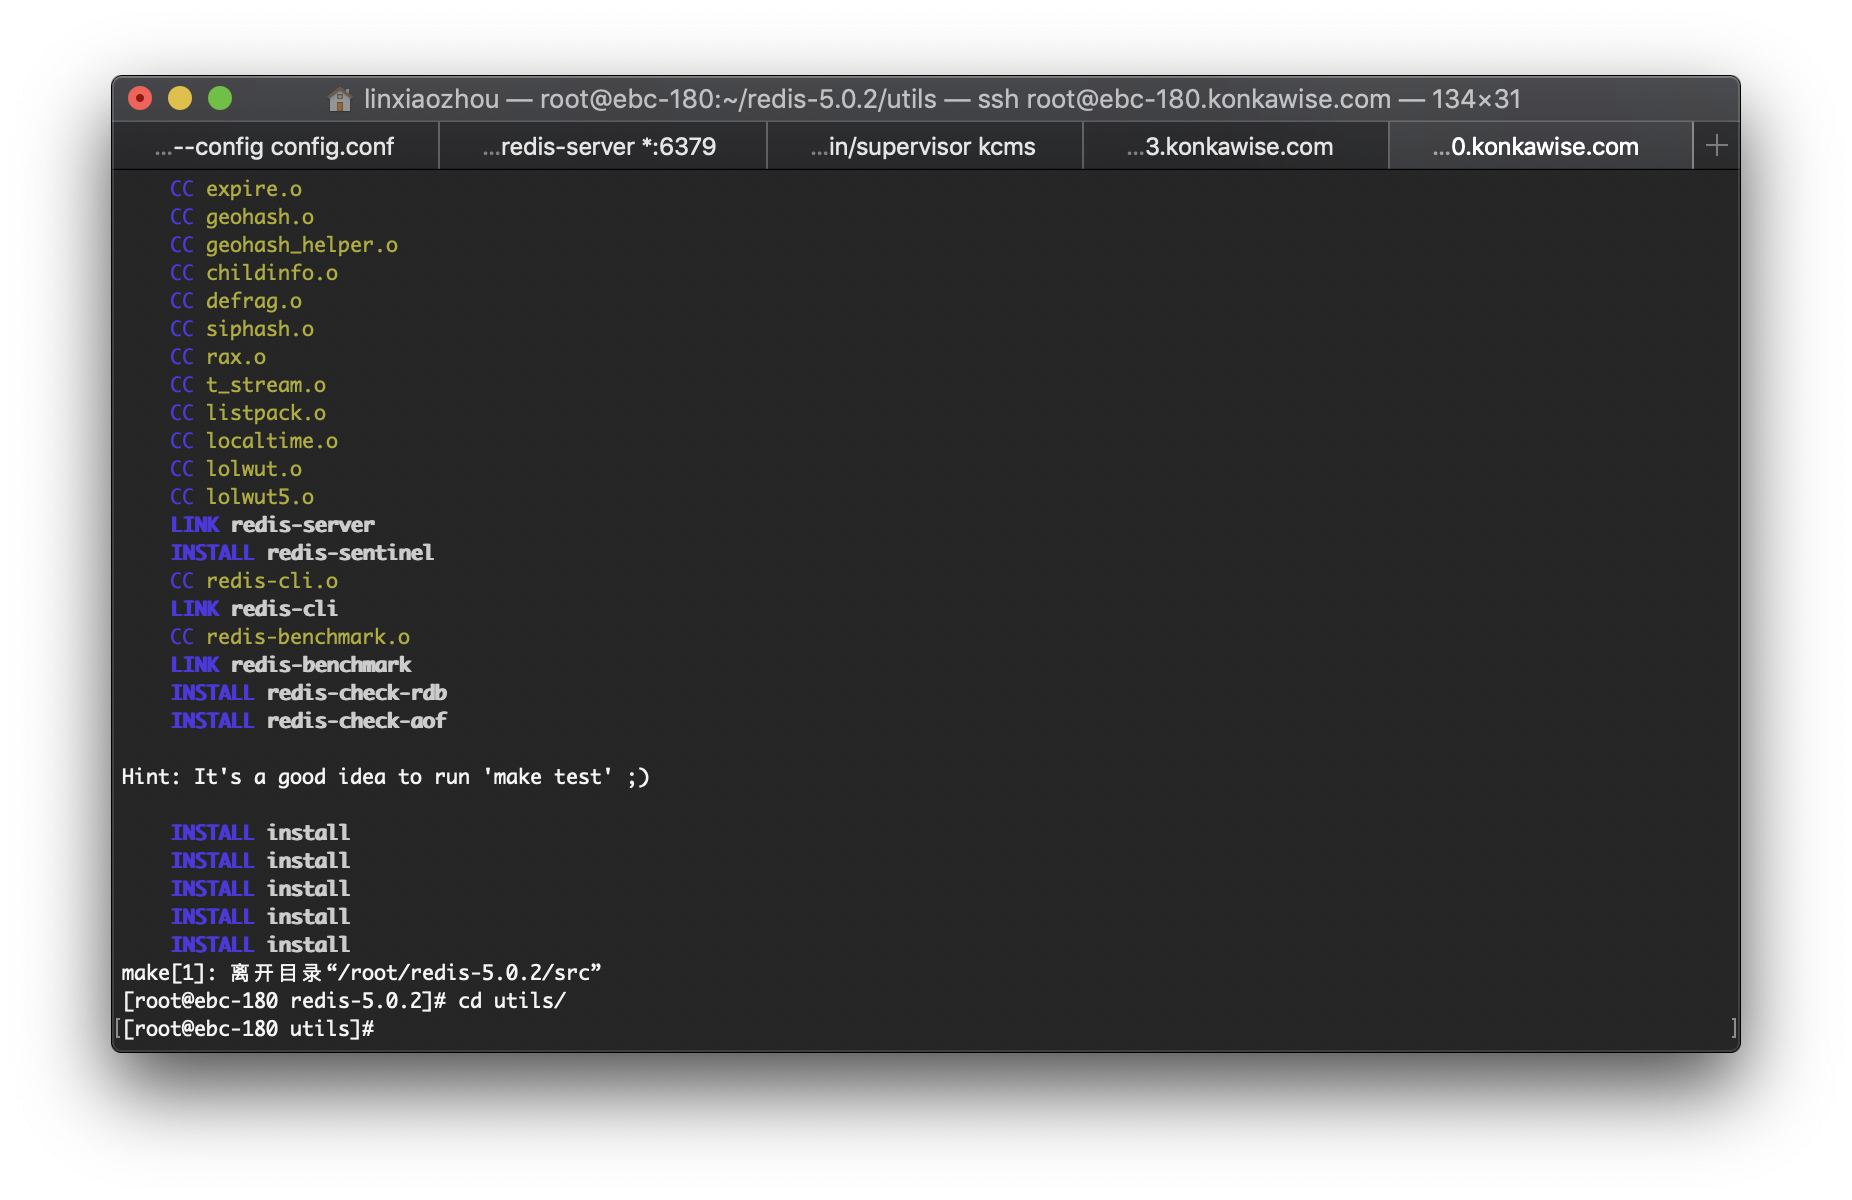 linxiaozhou — root@ebc-180:~/redis-5.0.2/utils — ssh root@ebc-180.konkawise.com — 134×31
...--config config.conf
...redis-server *:6379
...in/supervisor kcms
...3.konkawise.com
...0.konkawise.com
CC expire.o
CC geohash.o
CC geohash_helper.o
CC childinfo.o
CC defrag.o
CC siphash.o
CC rax.o
CC t_stream.o
CC listpack.o
CC localtime.o
CC lolwut.o
CC lolwut5.o
LINK redis-server
INSTALL redis-sentinel
CC redis-cli.o
LINK redis-cli
CC redis-benchmark.o
LINK redis-benchmark
INSTALL redis-check-rdb
INSTALL redis-check-aof
Hint: It's a good idea to run 'make test' ;)
INSTALL install
INSTALL install
INSTALL install
INSTALL install
INSTALL install
make[1]: 离开目录“/root/redis-5.0.2/src”
[root@ebc-180 redis-5.0.2]# cd utils/
[[root@ebc-180 utils]# ]